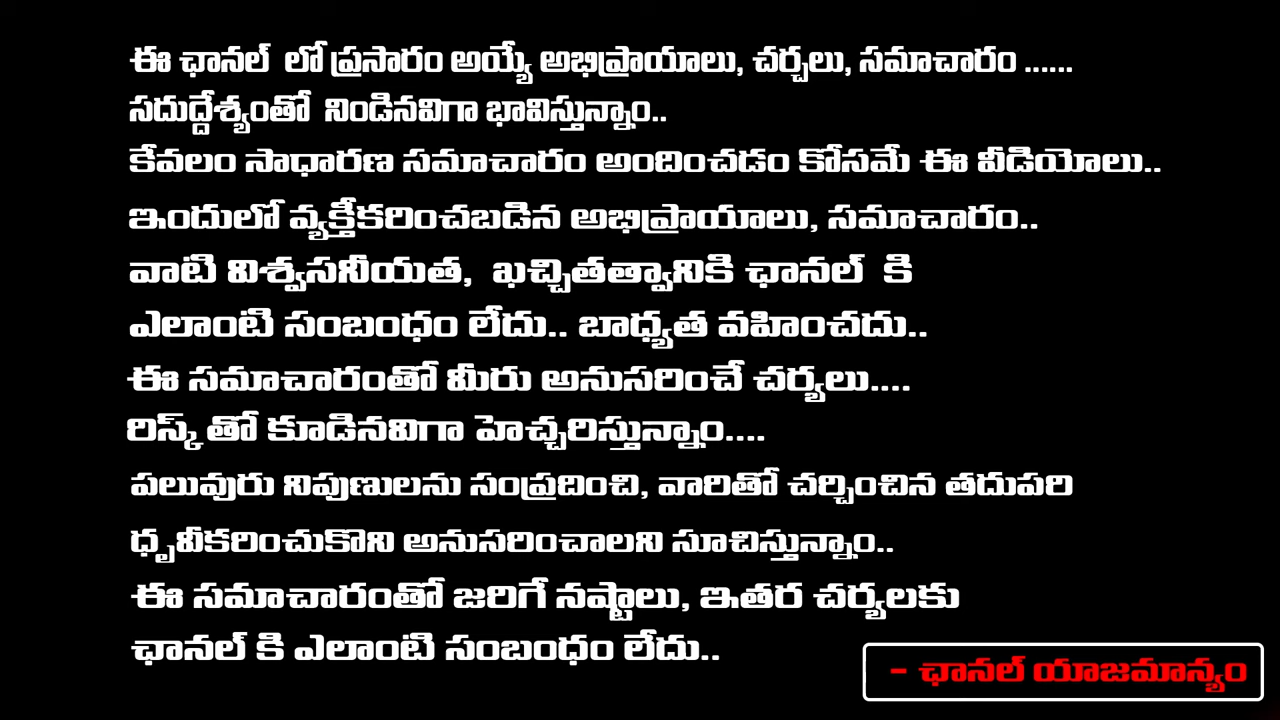 ఈ ఛానల్ లో ప్రసారం అయ్యే అభిప్రాయాలు, చర్చలు, సమాచారం ......
సదుద్దేశ్యంతో నిండినవిగా భావిస్తున్నాం..
కేవలం సాధారణ సమాచారం అందించడం కోసమే ఈ వీడియోలు..
ఇందులో వ్యక్తీకరించబడిన అభిప్రాయాలు, సమాచారం..
వాటి విశ్వసనీయత, ఖచ్చితత్వానికి ఛానల్ కి
ఎలాంటి సంబంధం లేదు.. బాధ్యత వహించదు..
ఈ సమాచారంతో మీరు అనుసరించే చర్యలు....
రిస్క్ తో కూడినవిగా హెచ్చరిస్తున్నాం....
పలువురు నిపుణులను సంప్రదించి, వారితో చర్చించిన తదుపరి
ధృవీకరించుకొని అనుసరించాలని సూచిస్తున్నాం..
ఈ సమాచారంతో జరిగే నష్టాలు, ఇతర చర్యలకు
ఛానల్ కి ఎలాంటి సంబంధం లేదు..
- ఛానల్ యాజమాన్యం